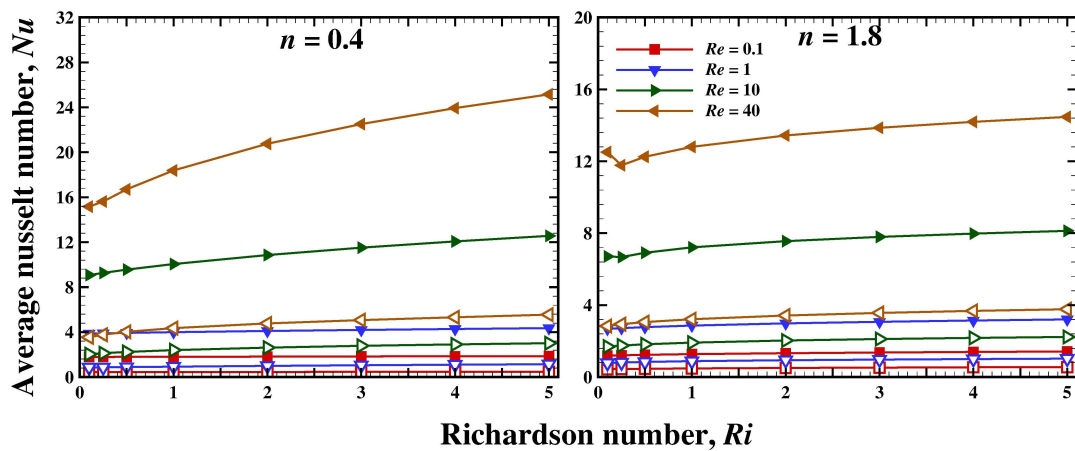 Average nusselt number, Nu
n = 0.4
32
28
24
20
16
12
8
4
0
0 1 2 3 4 5
n = 1.8
Re = 0.1
Re = 1
Re = 10
Re = 40
20
16
12
8
4
0
0 1 2 3 4 5
Richardson number, Ri